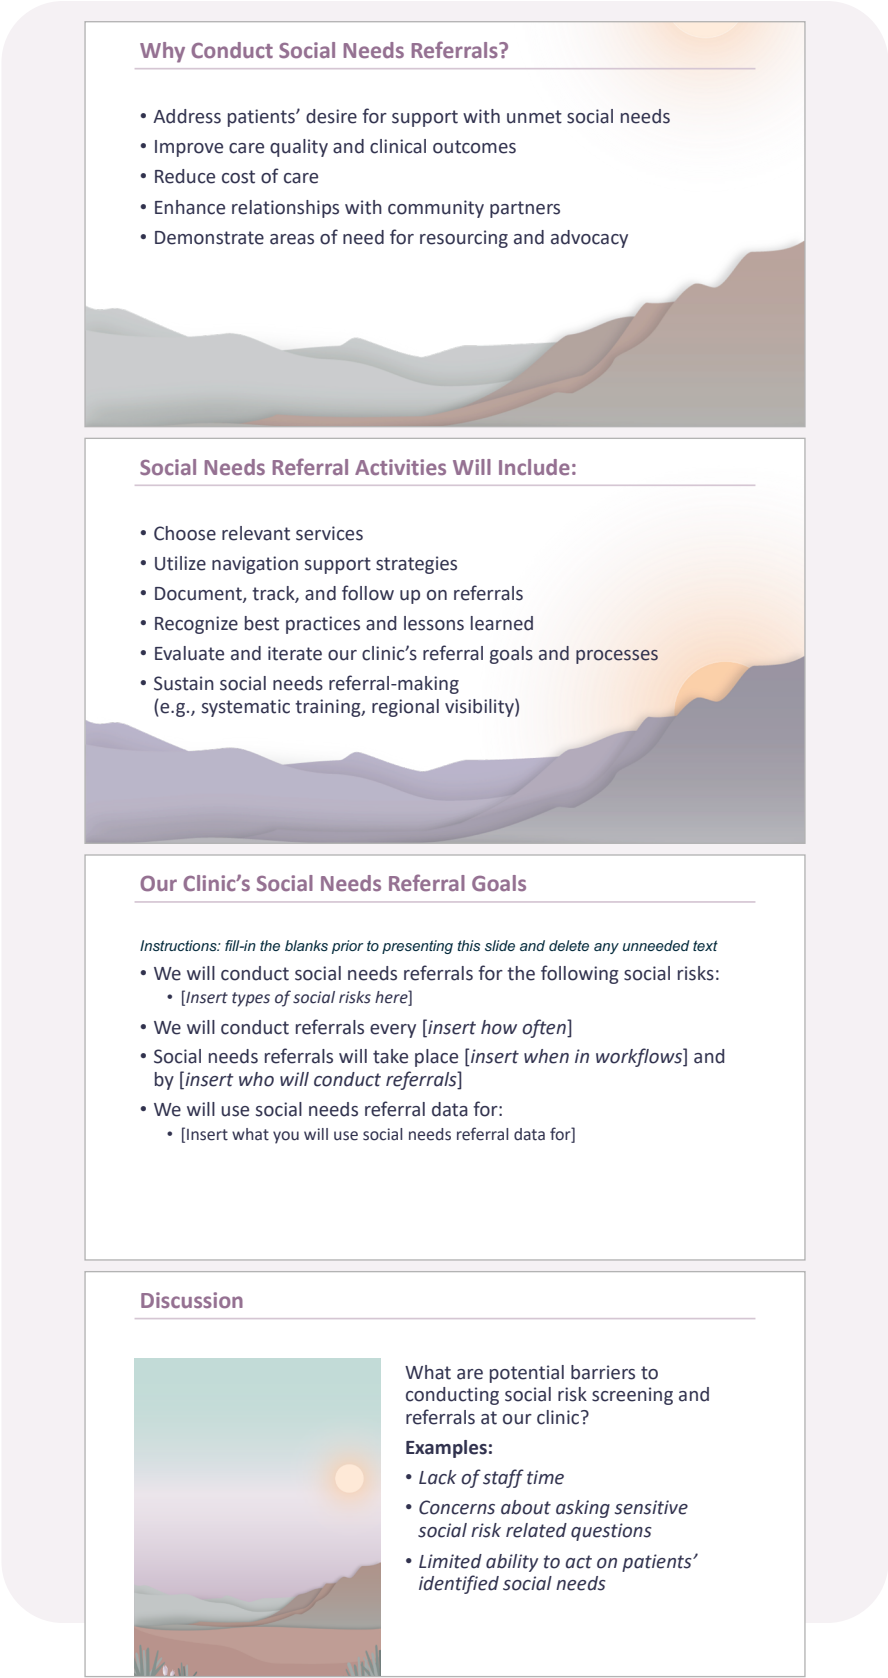 Why Conduct Social Needs Referrals?
• Address patients’ desire for support with unmet social needs
• Improve care quality and clinical outcomes
• Reduce cost of care
• Enhance relationships with community partners
• Demonstrate areas of need for resourcing and advocacy
Social Needs Referral Activities Will Include:
• Choose relevant services
• Utilize navigation support strategies
• Document, track, and follow up on referrals
• Recognize best practices and lessons learned
• Evaluate and iterate our clinic’s referral goals and processes
• Sustain social needs referral-making
(e.g., systematic training, regional visibility)
Our Clinic’s Social Needs Referral Goals
Instructions: fill-in the blanks prior to presenting this slide and delete any unneeded text
• We will conduct social needs referrals for the following social risks:
• [Insert types of social risks here]
• We will conduct referrals every [insert how often]
• Social needs referrals will take place [insert when in workflows] and
by [insert who will conduct referrals]
• We will use social needs referral data for:
• [Insert what you will use social needs referral data for]
Discussion
What are potential barriers to
conducting social risk screening and
referrals at our clinic?
Examples:
• Lack of staff time
• Concerns about asking sensitive
social risk related questions
• Limited ability to act on patients’
identified social needs